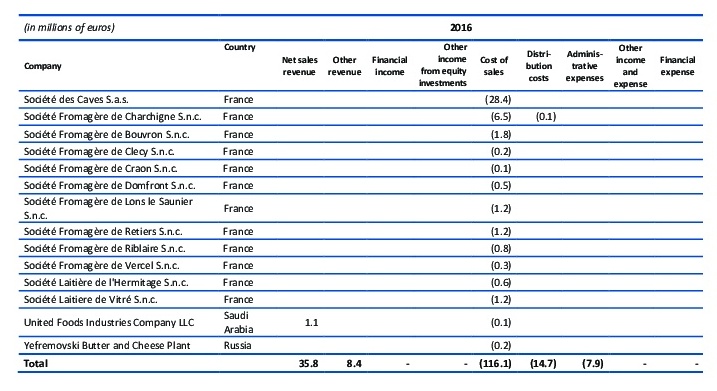 (in millions of euros) 2016
Company Country Net sales revenue Other revenue Financial income Other income from equity investments Cost of sales Distri-bution costs Adminis-trative expenses Other income and expense Financial expense
Société des Caves S.a.s. France (28.4)
Société Fromagère de Charchigne S.n.c. France (6.5) (0.1)
Société Fromagère de Bouvron S.n.c. France (1.8)
Société Fromagère de Clecy S.n.c. France (0.2)
Société Fromagère de Craon S.n.c. France (0.1)
Société Fromagère de Domfront S.n.c. France (0.5)
Société Fromagère de Lons le Saunier
S.n.c. France (1.2)
Société Fromagère de Retiers S.n.c. France (1.2)
Société Fromagère de Riblaire S.n.c. France (0.8)
Société Fromagère de Vercel S.n.c. France (0.3)
Société Laitière de l'Hermitage S.n.c. France (0.6)
Société Laitiere de Vitré S.n.c. France (1.2)
United Foods Industries Company LLC Saudi Arabia 1.1 (0.1)
Yefremovski Butter and Cheese Plant Russia (0.2)
Total 35.8 8.4 - - (116.1) (14.7) (7.9) - -